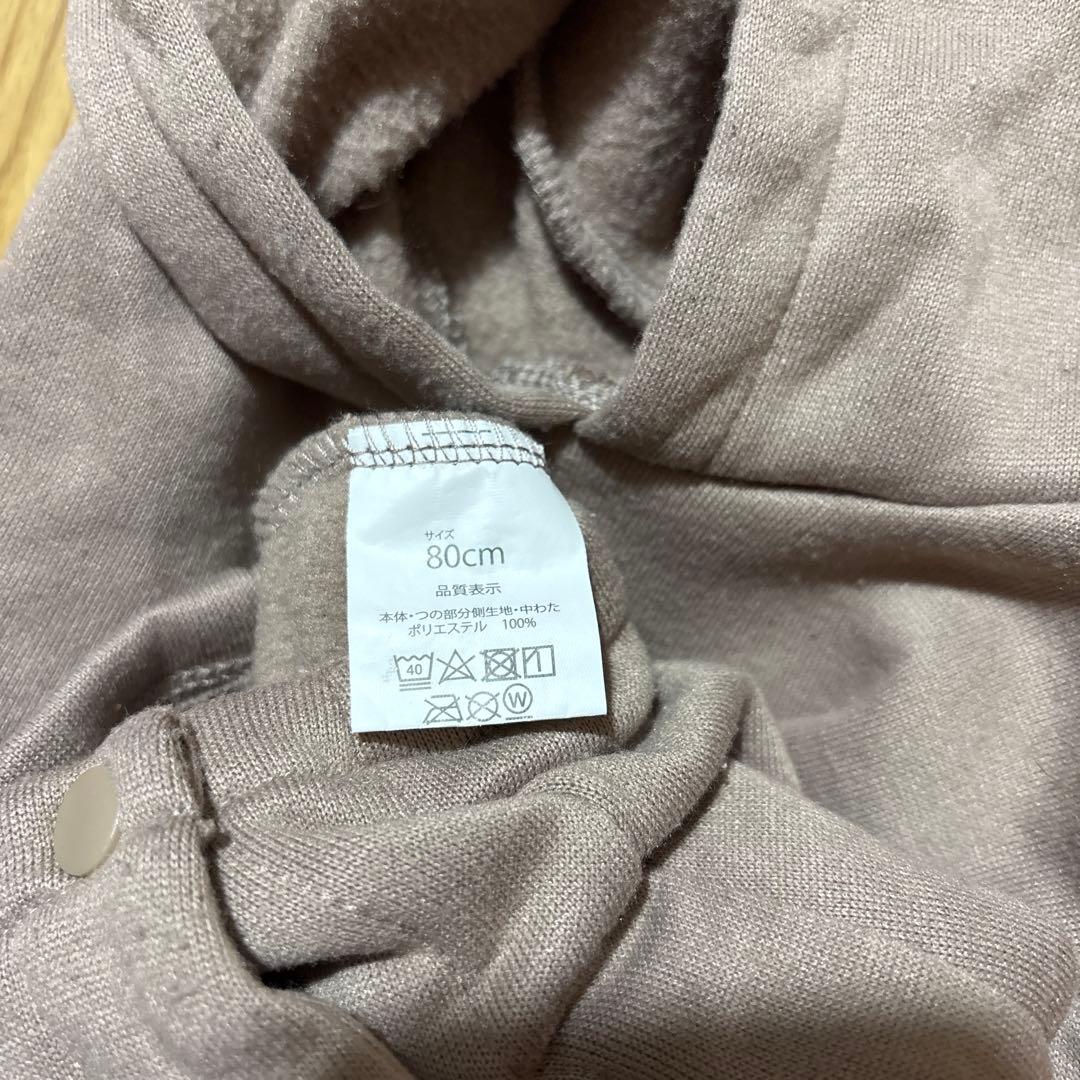 サイズ
80cm
品質表示
本体・つの部分側生地・中わた
ポリエステル 100%
40
W